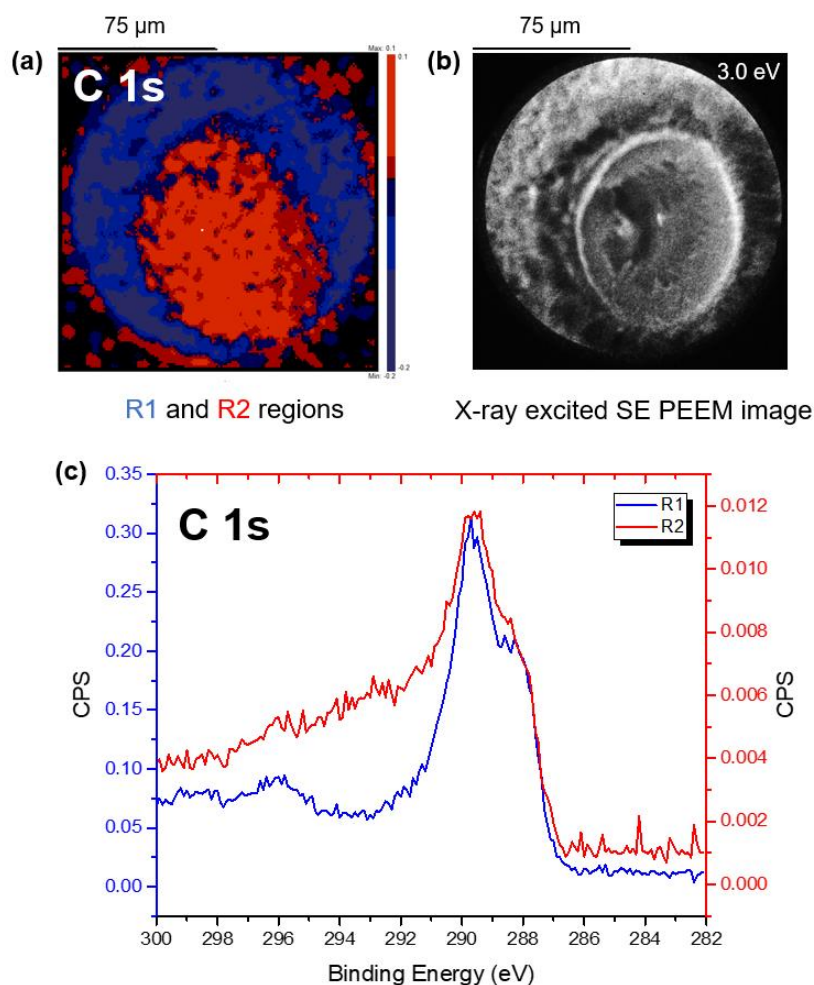 75 µm
75 µm
(a)
C 1s
Max: 0.1
0.1
-0.2
Min: -0.2
(b)
3.0 eV
R1 and R2 regions
X-ray excited SE PEEM image
(c)
C 1s
R1
R2
0.35
0.30
0.25
0.20
0.15
0.10
0.05
0.00
CPS
0.012
0.010
0.008
0.006
0.004
0.002
0.000
CPS
300 298 296 294 292 290 288 286 284 282
Binding Energy (eV)